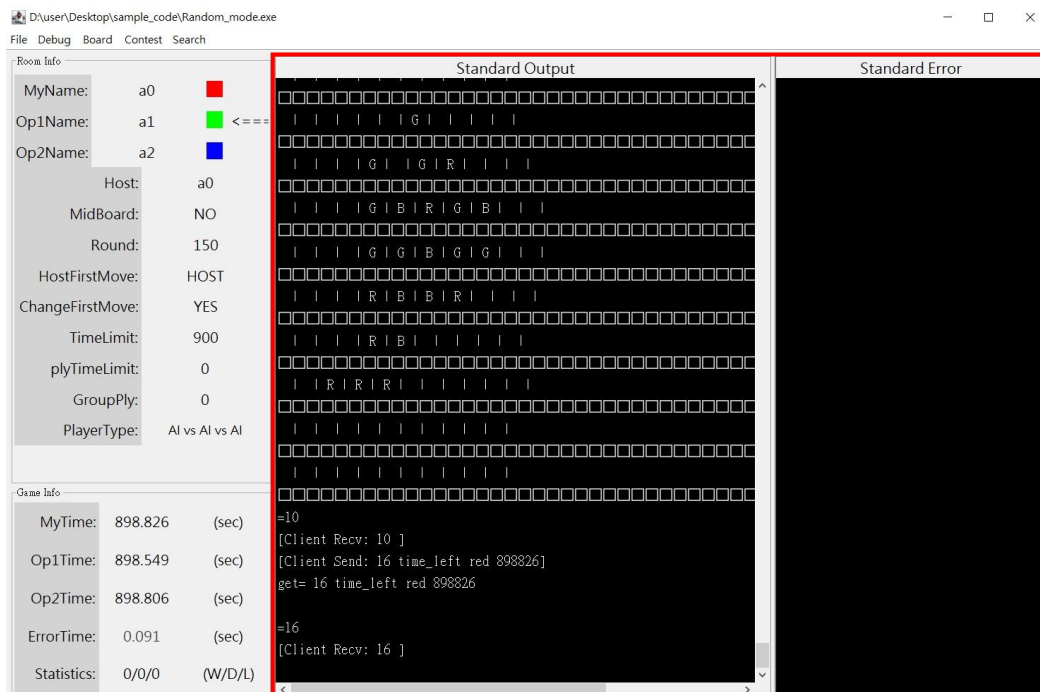 D:\user\Desktop\sample_code\Random_mode.exe
File Debug Board Contest Search
Room Info
MyName: a0
Op1Name: a1 <===
Op2Name: a2
Host: a0
MidBoard: NO
Round: 150
HostFirstMove: HOST
ChangeFirstMove: YES
TimeLimit: 900
plyTimeLimit: 0
GroupPly: 0
PlayerType: AI vs AI vs AI
Game Info
MyTime: 898.826 (sec)
Op1Time: 898.549 (sec)
Op2Time: 898.806 (sec)
ErrorTime: 0.091 (sec)
Statistics: 0/0/0 (W/D/L)
Standard Output
□□□□□□□□□□□□□□□□□□□□□□□□□□□□□□□□□□
| | | | | |G| | | | |
□□□□□□□□□□□□□□□□□□□□□□□□□□□□□□□□□□
| | | |G| |G|R| | | |
□□□□□□□□□□□□□□□□□□□□□□□□□□□□□□□□□□
| | | |G|B|R|G|B| | |
□□□□□□□□□□□□□□□□□□□□□□□□□□□□□□□□□□
| | | |G|G|B|G|G| | |
□□□□□□□□□□□□□□□□□□□□□□□□□□□□□□□□□□
| | | |R|B|B|R| | | |
□□□□□□□□□□□□□□□□□□□□□□□□□□□□□□□□□□
| | | |R|B| | | | | |
□□□□□□□□□□□□□□□□□□□□□□□□□□□□□□□□□□
| |R|R|R| | | | | | |
□□□□□□□□□□□□□□□□□□□□□□□□□□□□□□□□□□
| | | | | | | | | | |
□□□□□□□□□□□□□□□□□□□□□□□□□□□□□□□□□□
| | | | | | | | | | |
□□□□□□□□□□□□□□□□□□□□□□□□□□□□□□□□□□
=10
[Client Recv: 10 ]
[Client Send: 16 time_left red 898826]
get= 16 time_left red 898826
=16
[Client Recv: 16 ]
Standard Error